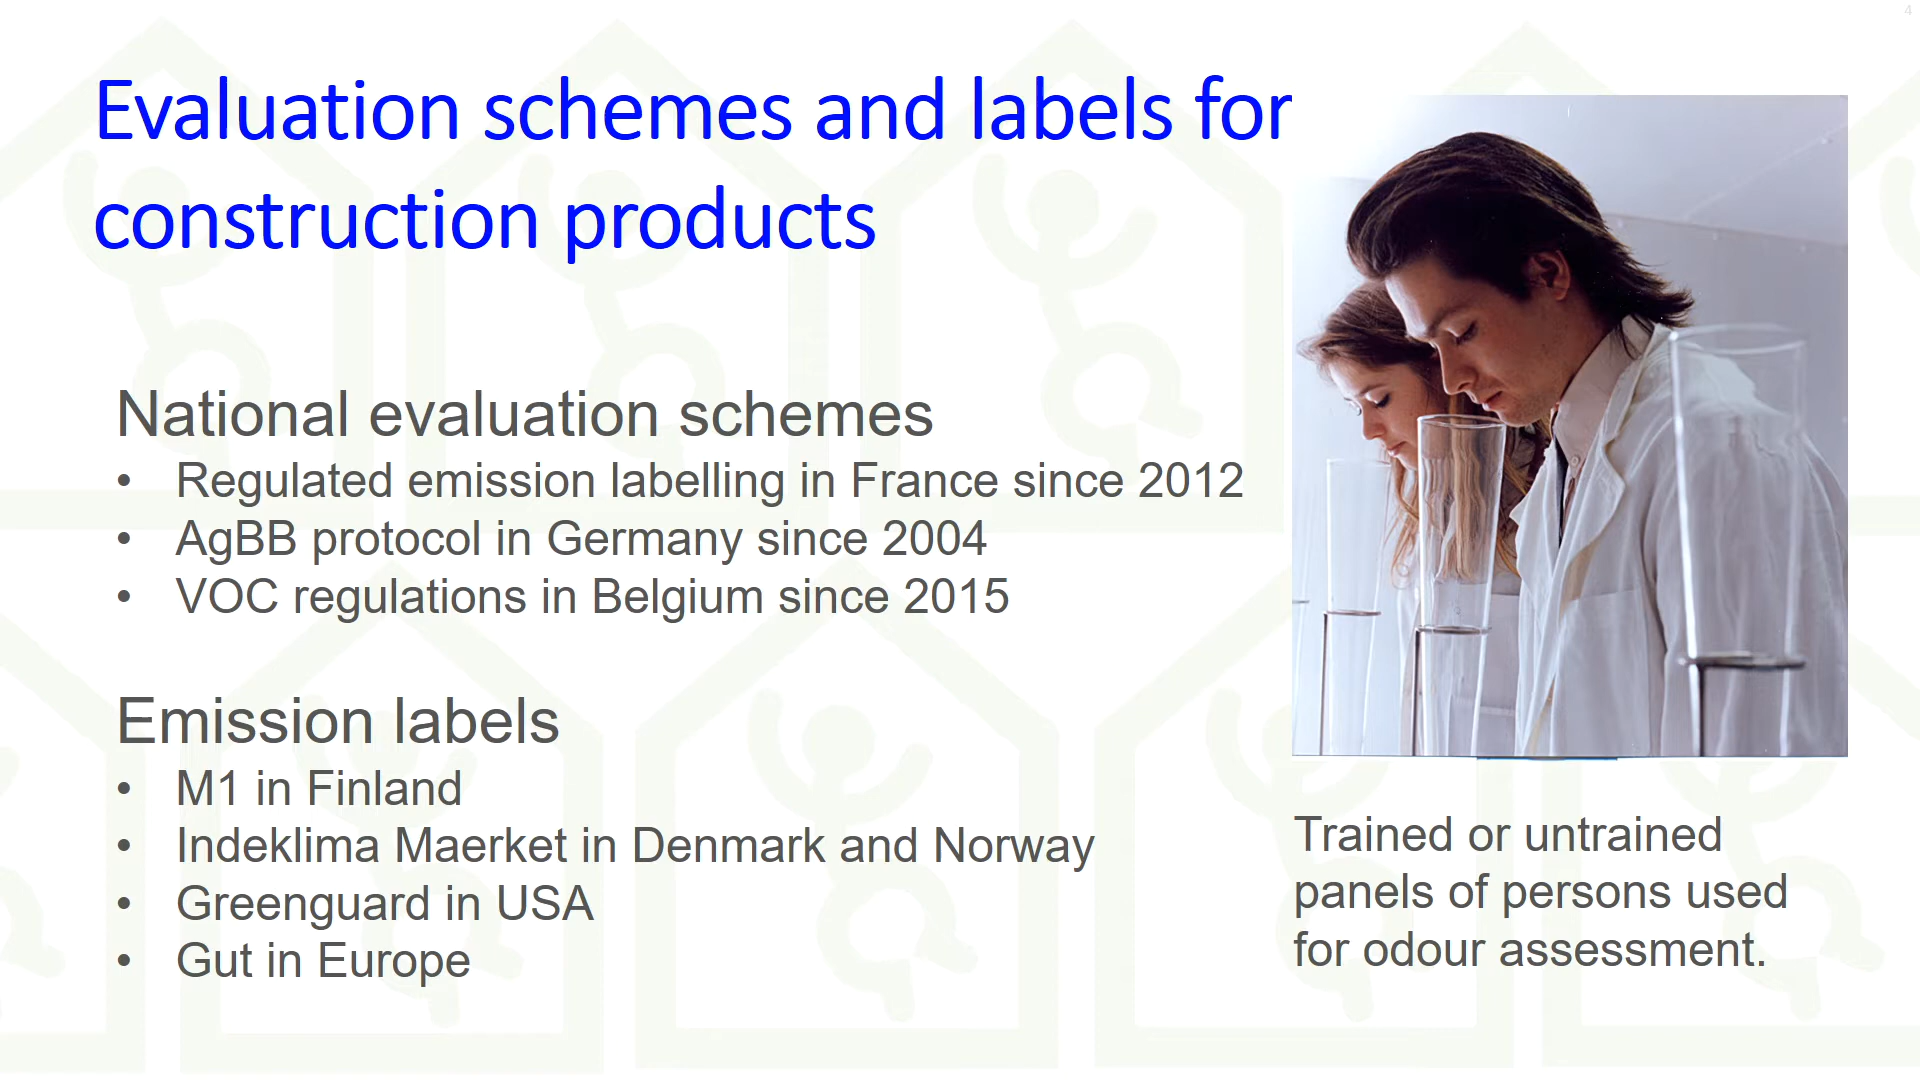 4
Evaluation schemes and labels for
construction products
National evaluation schemes
• Regulated emission labelling in France since 2012
• AgBB protocol in Germany since 2004
• VOC regulations in Belgium since 2015
Emission labels
• M1 in Finland
• Indeklima Maerket in Denmark and Norway
• Greenguard in USA
• Gut in Europe
Trained or untrained
panels of persons used
for odour assessment.